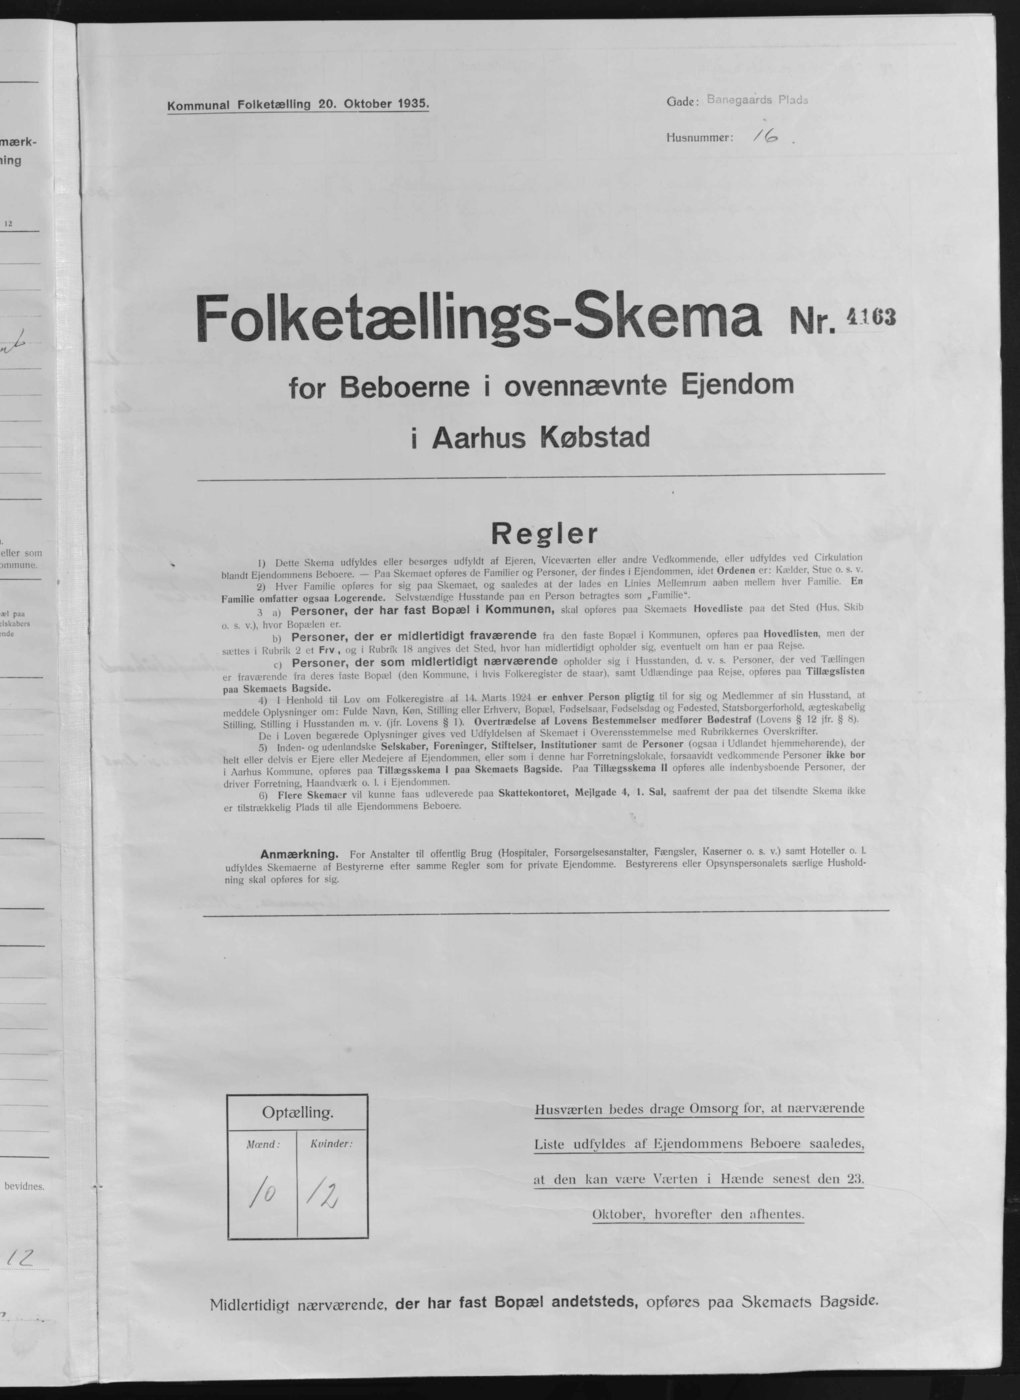 Kommunal Folketælling 20. Oktober 1935.
Gade: Banegaards Plads
Husnummer: 16.
mærk-
ning
12
Folketællings-Skema Nr. 4163
for Beboerne i ovennævnte Ejendom
i Aarhus Købstad
Regler
1) Dette Skema udfyldes eller besørges udfyldt af Ejeren, Viceværten eller andre Vedkommende, eller udfyldes ved Cirkulation
blandt Ejendommens Beboere. — Paa Skemaet opføres de Familier og Personer, der findes i Ejendommen, idet Ordenen er: Kælder, Stue o. s. v.
2) Hver Familie opføres for sig paa Skemaet, og saaledes at der lades en Linies Mellemrum aaben mellem hver Familie. En
Familie omfatter ogsaa Logerende. Selvstændige Husstande paa en Person betragtes som „Familie“.
3 a) Personer, der har fast Bopæl i Kommunen, skal opføres paa Skemaets Hovedliste paa det Sted (Hus, Skib
o. s. v.), hvor Bopælen er.
b) Personer, der er midlertidigt fraværende fra den faste Bopæl i Kommunen, opføres paa Hovedlisten, men der
sættes i Rubrik 2 et Frv, og i Rubrik 18 angives det Sted, hvor han midlertidigt opholder sig, eventuelt om han er paa Rejse.
c) Personer, der som midlertidigt nærværende opholder sig i Husstanden, d. v. s. Personer, der ved Tællingen
er fraværende fra deres faste Bopæl (den Kommune, i hvis Folkeregister de staar), samt Udlændinge paa Rejse, opføres paa Tillægslisten
paa Skemaets Bagside.
4) I Henhold til Lov om Folkeregistre af 14. Marts 1924 er enhver Person pligtig til for sig og Medlemmer af sin Husstand, at
meddele Oplysninger om: Fulde Navn, Køn, Stilling eller Erhverv, Bopæl, Fødselsaar, Fødselsdag og Fødested, Statsborgerforhold, ægteskabelig
Stilling, Stilling i Husstanden m. v. (jfr. Lovens § 1). Overtrædelse af Lovens Bestemmelser medfører Bødestraf (Lovens § 12 jfr. § 8).
De i Loven begærede Oplysninger gives ved Udfyldelsen af Skemaet i Overensstemmelse med Rubrikkernes Overskrifter.
5) Inden- og udenlandske Selskaber, Foreninger, Stiftelser, Institutioner samt de Personer (ogsaa i Udlandet hjemmehørende), der
helt eller delvis er Ejere eller Medejere af Ejendommen, eller som i denne har Forretningslokale, forsaavidt vedkommende Personer ikke bor
i Aarhus Kommune, opføres paa Tillægsskema I paa Skemaets Bagside. Paa Tillægsskema II opføres alle indenbysboende Personer, der
driver Forretning, Haandværk o. l. i Ejendommen.
6) Flere Skemaer vil kunne faas udleverede paa Skattekontoret, Mejlgade 4, 1. Sal, saafremt der paa det tilsendte Skema ikke
er tilstrækkelig Plads til alle Ejendommens Beboere.
eller som
ommune.
æl paa
elskabers
ende
Anmærkning. For Anstalter til offentlig Brug (Hospitaler, Forsørgelsesanstalter, Fængsler, Kaserner o. s. v.) samt Hoteller o. l.
udfyldes Skemaerne af Bestyrerne efter samme Regler som for private Ejendomme. Bestyrerens eller Opsynspersonalets særlige Hushold-
ning skal opføres for sig.
Optælling.
Mænd: Kvinder:
10 12
Husværten bedes drage Omsorg for, at nærværende
Liste udfyldes af Ejendommens Beboere saaledes,
at den kan være Værten i Hænde senest den 23.
Oktober, hvorefter den afhentes.
bevidnes.
12
Midlertidigt nærværende, der har fast Bopæl andetsteds, opføres paa Skemaets Bagside.